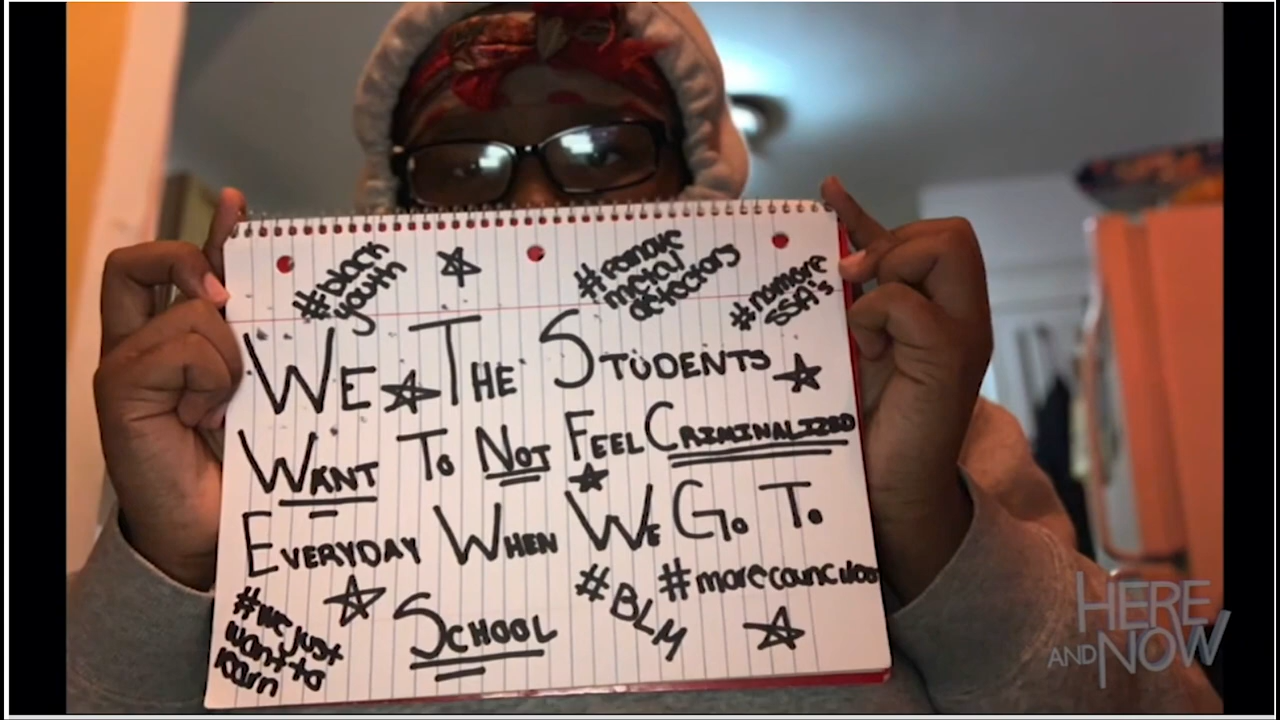 #black
youth
#remove
metal
detectors
#nomore
SSA's
WE THE STUDENTS
WANT TO NOT FEEL CRIMINALIZED
EVERYDAY WHEN WE GO TO
SCHOOL
#we just
want to
learn
#BLM
HERE
AND NOW